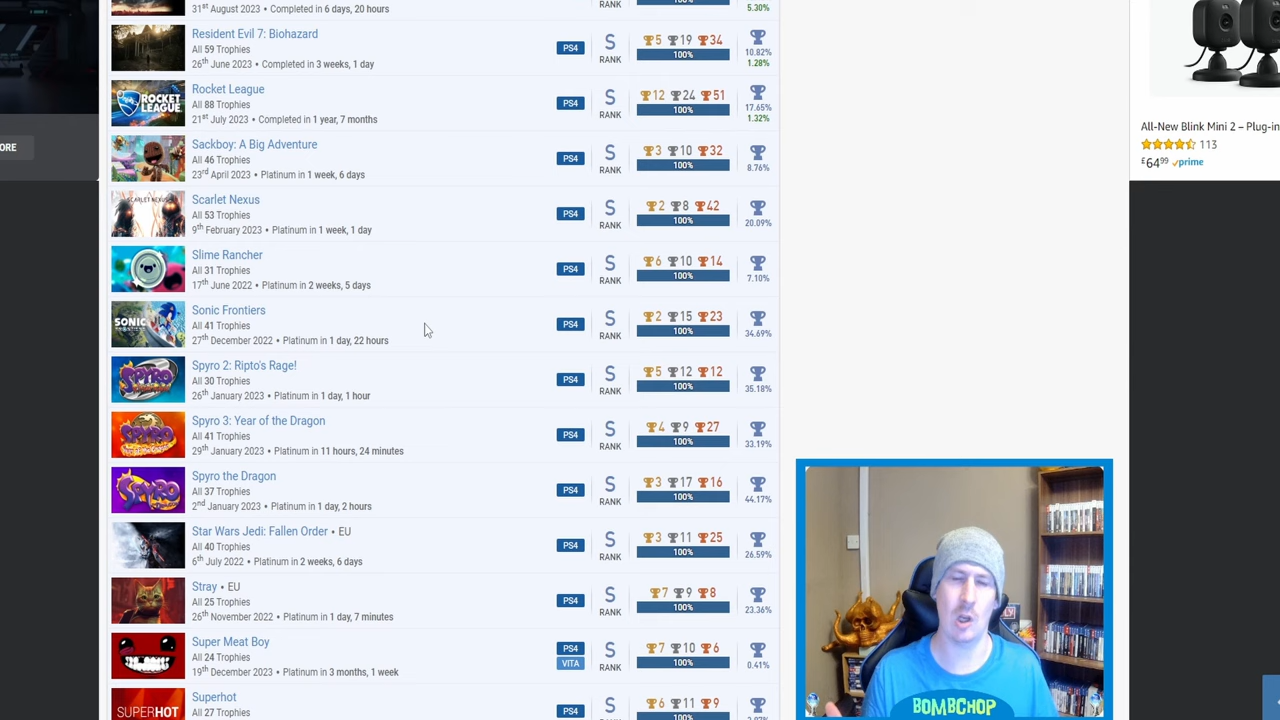 31st August 2023 • Completed in 6 days, 20 hours
RANK
5.30%
Resident Evil 7: Biohazard
All 59 Trophies
26th June 2023 • Completed in 3 weeks, 1 day
PS4
S
RANK
5 19 34
100%
10.82%
1.28%
Rocket League
All 88 Trophies
21st July 2023 • Completed in 1 year, 7 months
ROCKET
LEAGUE
PS4
S
RANK
12 24 51
100%
17.65%
1.32%
ORE
Sackboy: A Big Adventure
All 46 Trophies
23rd April 2023 • Platinum in 1 week, 6 days
PS4
S
RANK
3 10 32
100%
8.76%
All-New Blink Mini 2 – Plug-in
113
£64.99 prime
Scarlet Nexus
All 53 Trophies
9th February 2023 • Platinum in 1 week, 1 day
SCARLET NEXUS
PS4
S
RANK
2 8 42
100%
20.09%
Slime Rancher
All 31 Trophies
17th June 2022 • Platinum in 2 weeks, 5 days
PS4
S
RANK
6 10 14
100%
7.10%
Sonic Frontiers
All 41 Trophies
27th December 2022 • Platinum in 1 day, 22 hours
SONIC
PS4
S
RANK
2 15 23
100%
34.69%
Spyro 2: Ripto's Rage!
All 30 Trophies
26th January 2023 • Platinum in 1 day, 1 hour
SPYRO
PS4
S
RANK
5 12 12
100%
35.18%
Spyro 3: Year of the Dragon
All 41 Trophies
29th January 2023 • Platinum in 11 hours, 24 minutes
SPYRO
PS4
S
RANK
4 9 27
100%
33.19%
Spyro the Dragon
All 37 Trophies
2nd January 2023 • Platinum in 1 day, 2 hours
SPYRO
PS4
S
RANK
3 17 16
100%
44.17%
Star Wars Jedi: Fallen Order • EU
All 40 Trophies
6th July 2022 • Platinum in 2 weeks, 6 days
PS4
S
RANK
3 11 25
100%
26.59%
Stray • EU
All 25 Trophies
26th November 2022 • Platinum in 1 day, 7 minutes
PS4
S
RANK
7 9 8
100%
23.36%
Super Meat Boy
All 24 Trophies
19th December 2023 • Platinum in 3 months, 1 week
PS4
VITA
S
RANK
7 10 6
100%
0.41%
Superhot
All 27 Trophies
SUPERHOT
PS4
S
RANK
6 11 9
100%
BOMBCHOP